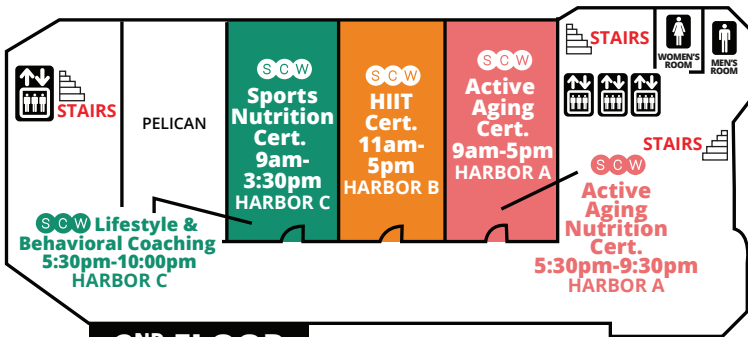 STAIRS
PELICAN
SCW
Sports
Nutrition
Cert.
9am-
3:30pm
HARBOR C
SCW
HIIT
Cert.
11am-
5pm
HARBOR B
SCW
Active
Aging
Cert.
9am-5pm
HARBOR A
STAIRS
WOMEN'S
ROOM
MEN'S
ROOM
STAIRS
SCW Lifestyle &
Behavioral Coaching
5:30pm-10:00pm
HARBOR C
SCW
Active
Aging
Nutrition
Cert.
5:30pm-9:30pm
HARBOR A
ND FLOOR